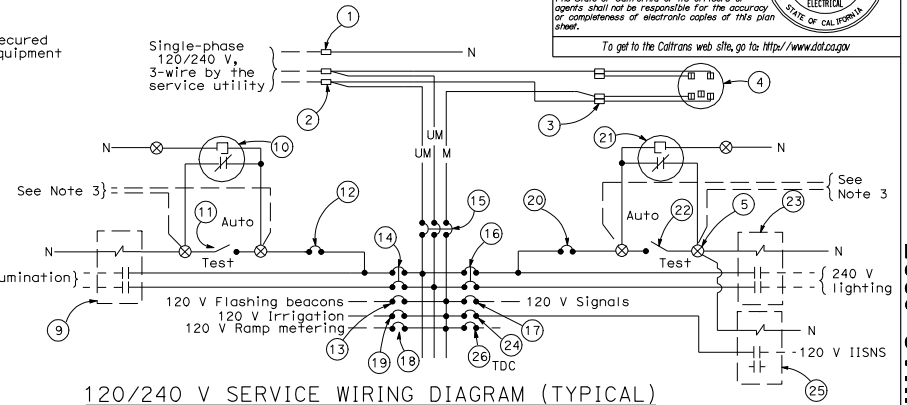 ELECTRICAL
STATE OF CALIFORNIA
agents shall not be responsible for the accuracy
or completeness of electronic copies of this plan
sheet.
To get to the Caltrans web site, go to: http://www.dot.ca.gov
ecured
quipment
Single-phase
120/240 V,
3-wire by the
service utility
1
N
2
3
4
UM
UM M
N
10
21
N
See Note 3
See
Note 3
11
Auto
12
15
20
Auto
22
5
23
N
Test
14
16
Test
N
umination
240 V
lighting
9
120 V Flashing beacons
120 V Signals
120 V Irrigation
120 V Ramp metering
13
19
18
17
24
26
TDC
N
120 V IISNS
25
120/240 V SERVICE WIRING DIAGRAM (TYPICAL)